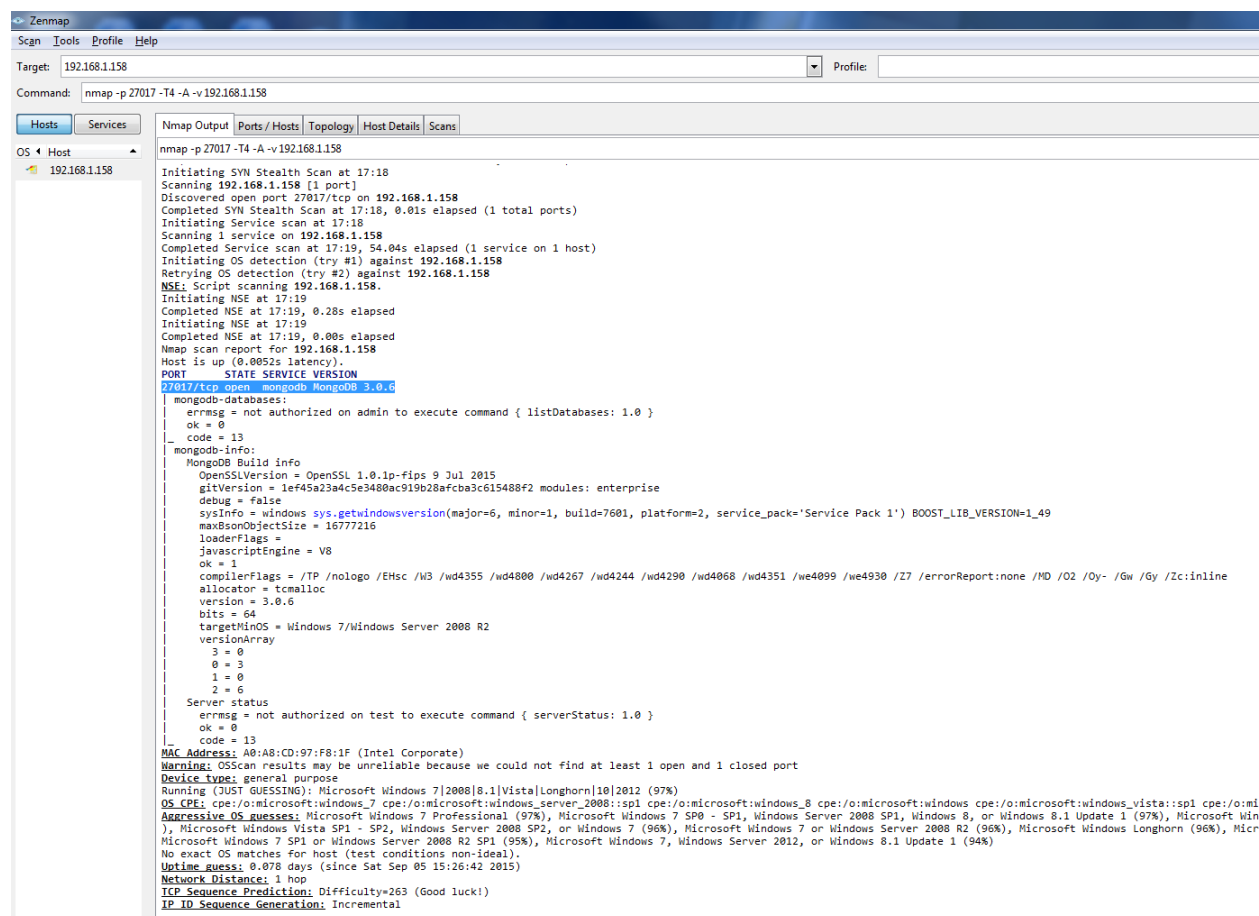 Zenmap
Scan Tools Profile Help
Target: 192.168.1.158 Profile:
Command: nmap -p 27017 -T4 -A -v 192.168.1.158
Hosts Services
Nmap Output Ports / Hosts Topology Host Details Scans
OS Host
192.168.1.158
nmap -p 27017 -T4 -A -v 192.168.1.158
Initiating SYN Stealth Scan at 17:18
Scanning 192.168.1.158 [1 port]
Discovered open port 27017/tcp on 192.168.1.158
Completed SYN Stealth Scan at 17:18, 0.01s elapsed (1 total ports)
Initiating Service scan at 17:18
Scanning 1 service on 192.168.1.158
Completed Service scan at 17:19, 54.04s elapsed (1 service on 1 host)
Initiating OS detection (try #1) against 192.168.1.158
Retrying OS detection (try #2) against 192.168.1.158
NSE: Script scanning 192.168.1.158.
Initiating NSE at 17:19
Completed NSE at 17:19, 0.28s elapsed
Initiating NSE at 17:19
Completed NSE at 17:19, 0.00s elapsed
Nmap scan report for 192.168.1.158
Host is up (0.0052s latency).
PORT STATE SERVICE VERSION
27017/tcp open mongodb MongoDB 3.0.6
| mongodb-databases:
| errmsg = not authorized on admin to execute command { listDatabases: 1.0 }
| ok = 0
|_ code = 13
| mongodb-info:
| MongoDB Build info
| OpenSSLVersion = OpenSSL 1.0.1p-fips 9 Jul 2015
| gitVersion = 1ef45a23a4c5e3480ac919b28afcba3c615488f2 modules: enterprise
| debug = false
| sysInfo = windows sys.getwindowsversion(major=6, minor=1, build=7601, platform=2, service_pack='Service Pack 1') BOOST_LIB_VERSION=1_49
| maxBsonObjectSize = 16777216
| loaderFlags =
| javascriptEngine = V8
| ok = 1
| compilerFlags = /TP /nologo /EHsc /W3 /wd4355 /wd4800 /wd4267 /wd4244 /wd4290 /wd4068 /wd4351 /we4099 /we4930 /Z7 /errorReport:none /MD /O2 /Oy- /Gw /Gy /Zc:inline
| allocator = tcmalloc
| version = 3.0.6
| bits = 64
| targetMinOS = Windows 7/Windows Server 2008 R2
| versionArray
| 3 = 0
| 0 = 3
| 1 = 0
| 2 = 6
| Server status
| errmsg = not authorized on test to execute command { serverStatus: 1.0 }
| ok = 0
|_ code = 13
MAC Address: A0:A8:CD:97:F8:1F (Intel Corporate)
Warning: OSScan results may be unreliable because we could not find at least 1 open and 1 closed port
Device type: general purpose
Running (JUST GUESSING): Microsoft Windows 7|2008|8.1|Vista|Longhorn|10|2012 (97%)
OS CPE: cpe:/o:microsoft:windows_7 cpe:/o:microsoft:windows_server_2008::sp1 cpe:/o:microsoft:windows_8 cpe:/o:microsoft:windows cpe:/o:microsoft:windows_vista::sp1 cpe:/o:mi
Aggressive OS guesses: Microsoft Windows 7 Professional (97%), Microsoft Windows 7 SP0 - SP1, Windows Server 2008 SP1, Windows 8, or Windows 8.1 Update 1 (97%), Microsoft Win
), Microsoft Windows Vista SP1 - SP2, Windows Server 2008 SP2, or Windows 7 (96%), Microsoft Windows 7 or Windows Server 2008 R2 (96%), Microsoft Windows Longhorn (96%), Micr
Microsoft Windows 7 SP1 or Windows Server 2008 R2 SP1 (95%), Microsoft Windows 7, Windows Server 2012, or Windows 8.1 Update 1 (94%)
No exact OS matches for host (test conditions non-ideal).
Uptime guess: 0.078 days (since Sat Sep 05 15:26:42 2015)
Network Distance: 1 hop
TCP Sequence Prediction: Difficulty=263 (Good luck!)
IP ID Sequence Generation: Incremental